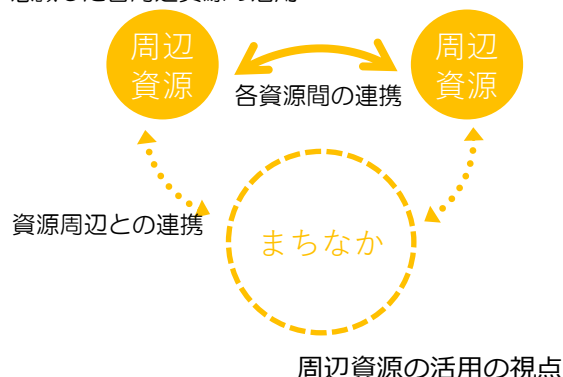 周辺
資源
周辺
資源
各資源間の連携
資源周辺との連携
まちなか
周辺資源の活用の視点